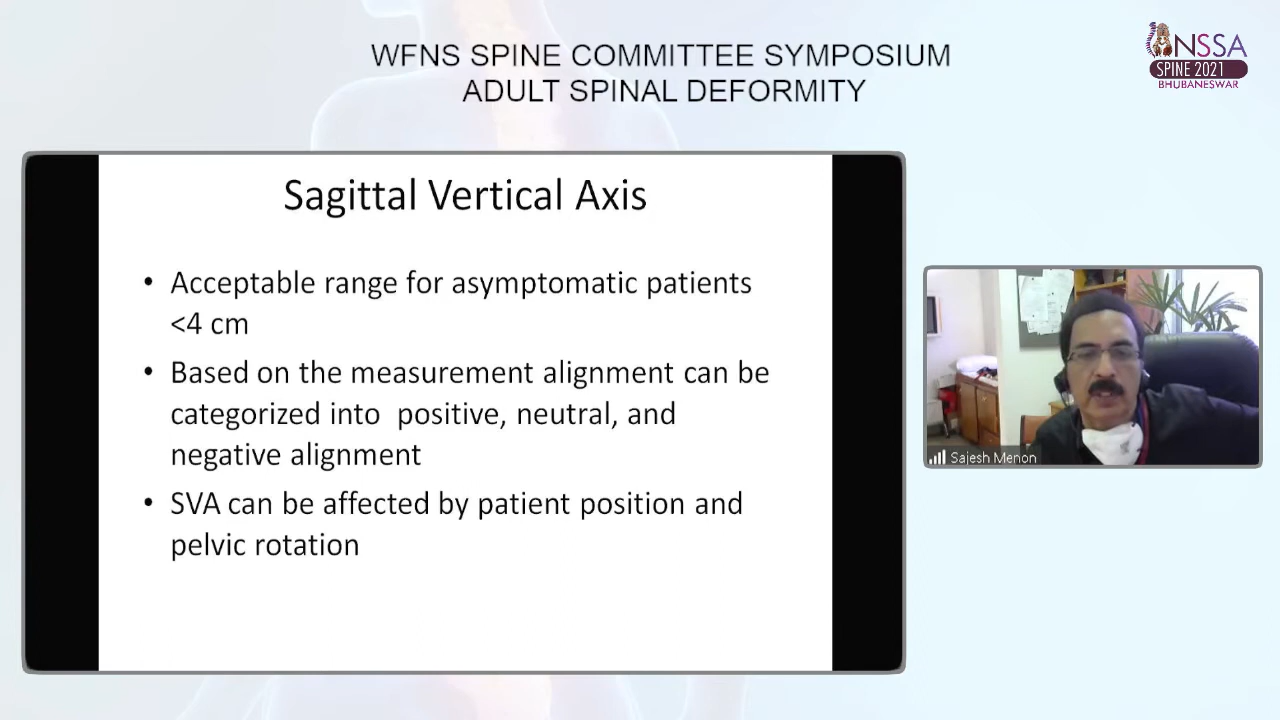 WFNS SPINE COMMITTEE SYMPOSIUM
ADULT SPINAL DEFORMITY
NSSA
SPINE 2021
BHUBANESWAR
Sagittal Vertical Axis
• Acceptable range for asymptomatic patients
<4 cm
• Based on the measurement alignment can be
categorized into positive, neutral, and
negative alignment
• SVA can be affected by patient position and
pelvic rotation
Sajesh Menon